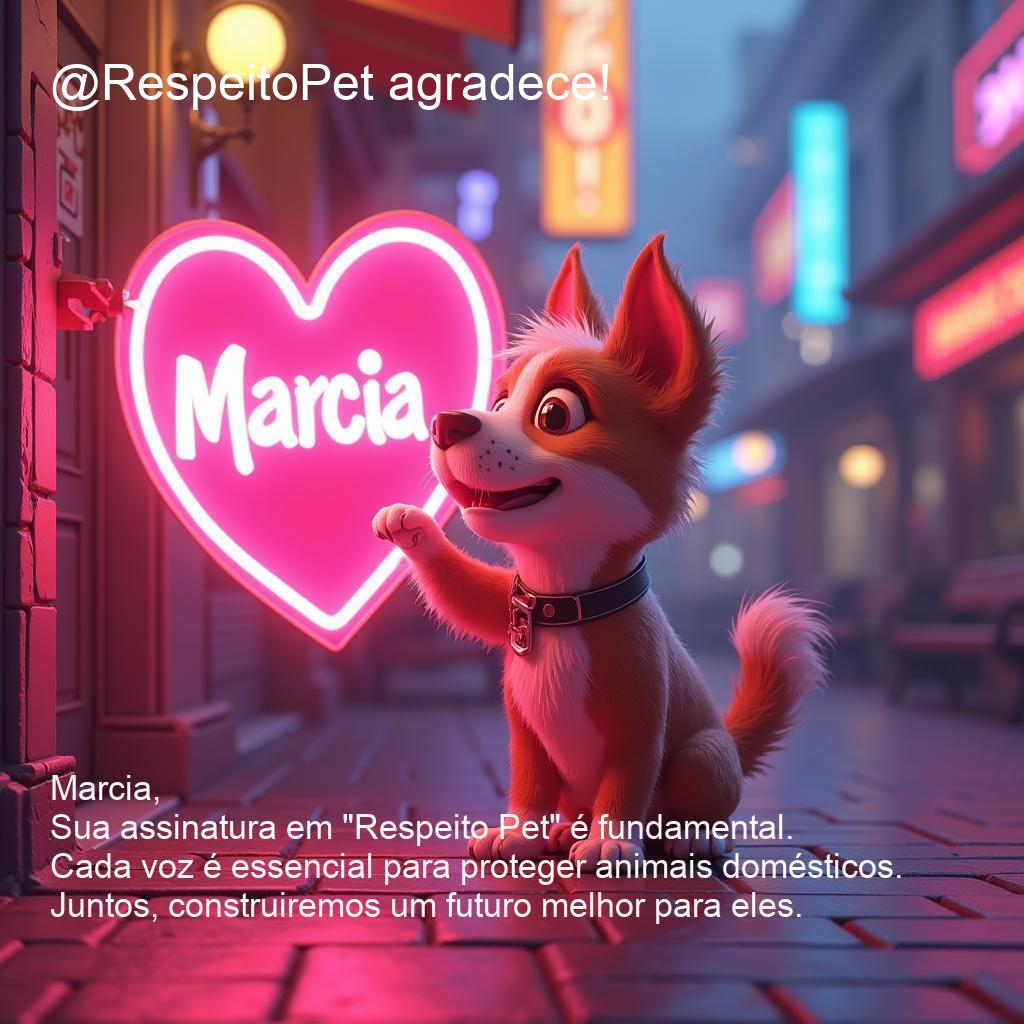 @RespeitoPet agradece!
Marcia
Marcia,
Sua assinatura em "Respeito Pet" é fundamental.
Cada voz é essencial para proteger animais domésticos.
Juntos, construiremos um futuro melhor para eles.